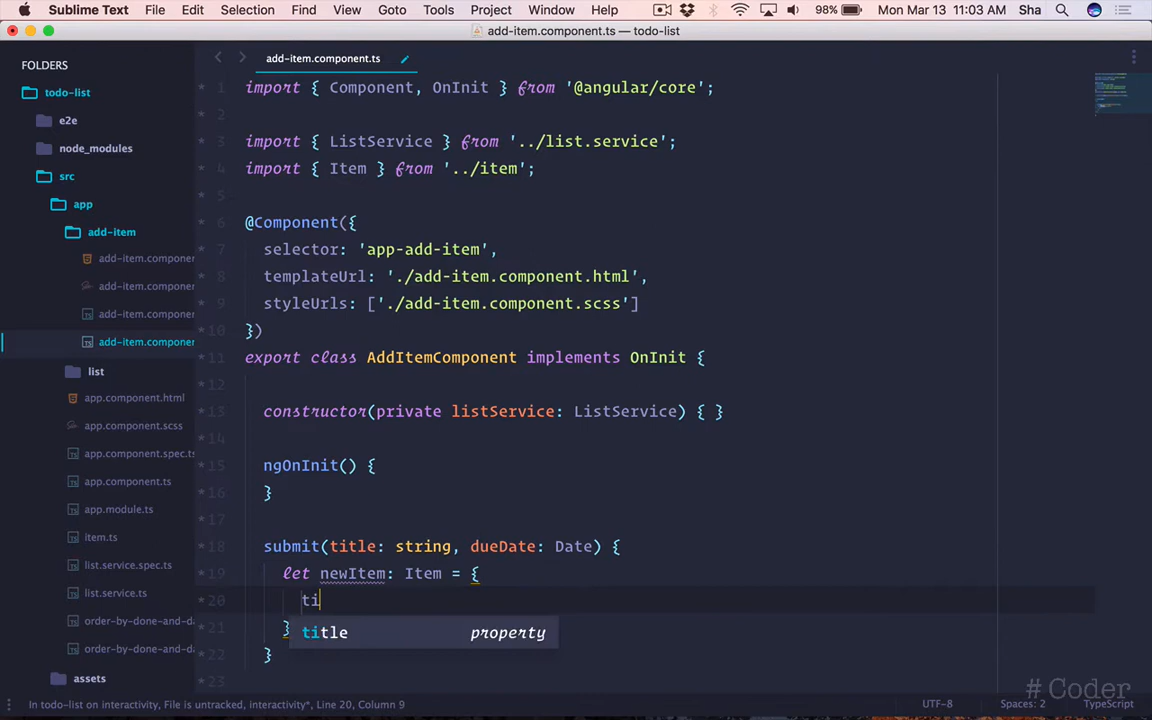 Sublime Text File Edit Selection Find View Goto Tools Project Window Help 98% Mon Mar 13 11:03 AM Sha
add-item.component.ts — todo-list
FOLDERS
todo-list
e2e
node_modules
src
app
add-item
add-item.componen
add-item.componen
add-item.componen
add-item.componen
list
app.component.html
app.component.scss
app.component.spec.ts
app.component.ts
app.module.ts
item.ts
list.service.spec.ts
list.service.ts
order-by-done-and-da
order-by-done-and-da
assets
add-item.component.ts
1 import { Component, OnInit } from '@angular/core';
2
3 import { ListService } from '../list.service';
4 import { Item } from '../item';
5
6 @Component({
7 selector: 'app-add-item',
8 templateUrl: './add-item.component.html',
9 styleUrls: ['./add-item.component.scss']
10 })
11 export class AddItemComponent implements OnInit {
12
13 constructor(private listService: ListService) { }
14
15 ngOnInit() {
16 }
17
18 submit(title: string, dueDate: Date) {
19 let newItem: Item = {
20 ti
21 }
title property
22 }
23
# Coder
In todo-list on interactivity, File is untracked, interactivity*, Line 20, Column 9 UTF-8 Spaces: 2 TypeScript